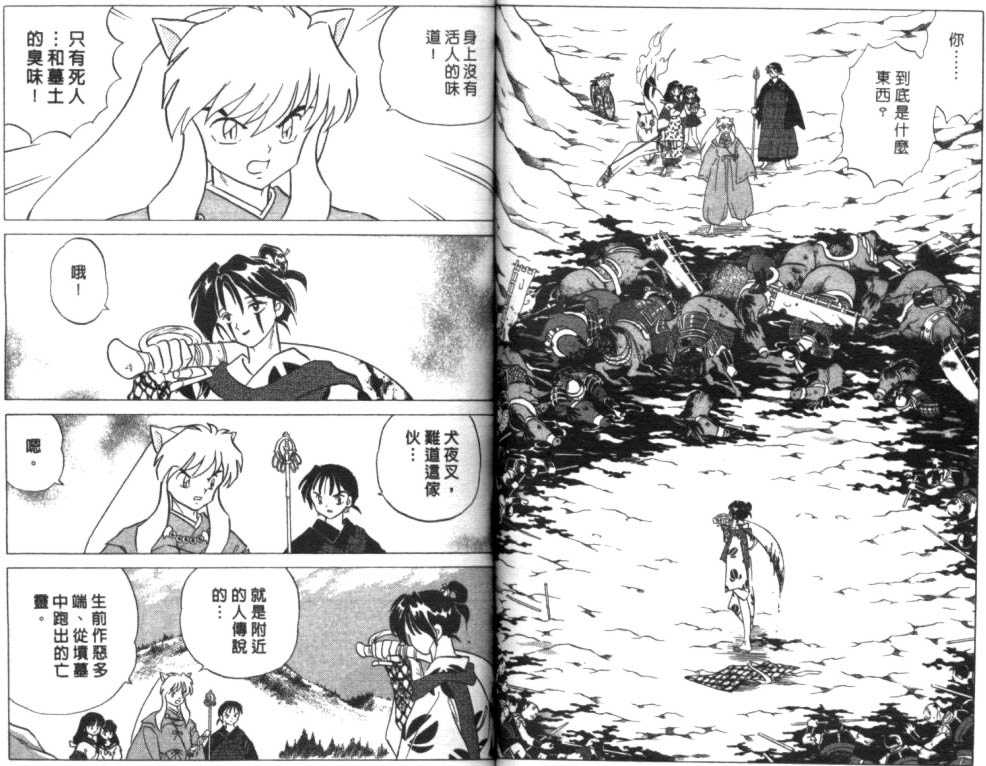 你……
到底是什麼
東西？
身上沒有
活人的味
道！
只有死人
…和墓土
的臭味！
哦！
犬夜叉，
難道這傢
伙…
嗯。
就是附近
的人傳說
的…
生前作惡多
端、從墳墓
中跑出的亡
靈。